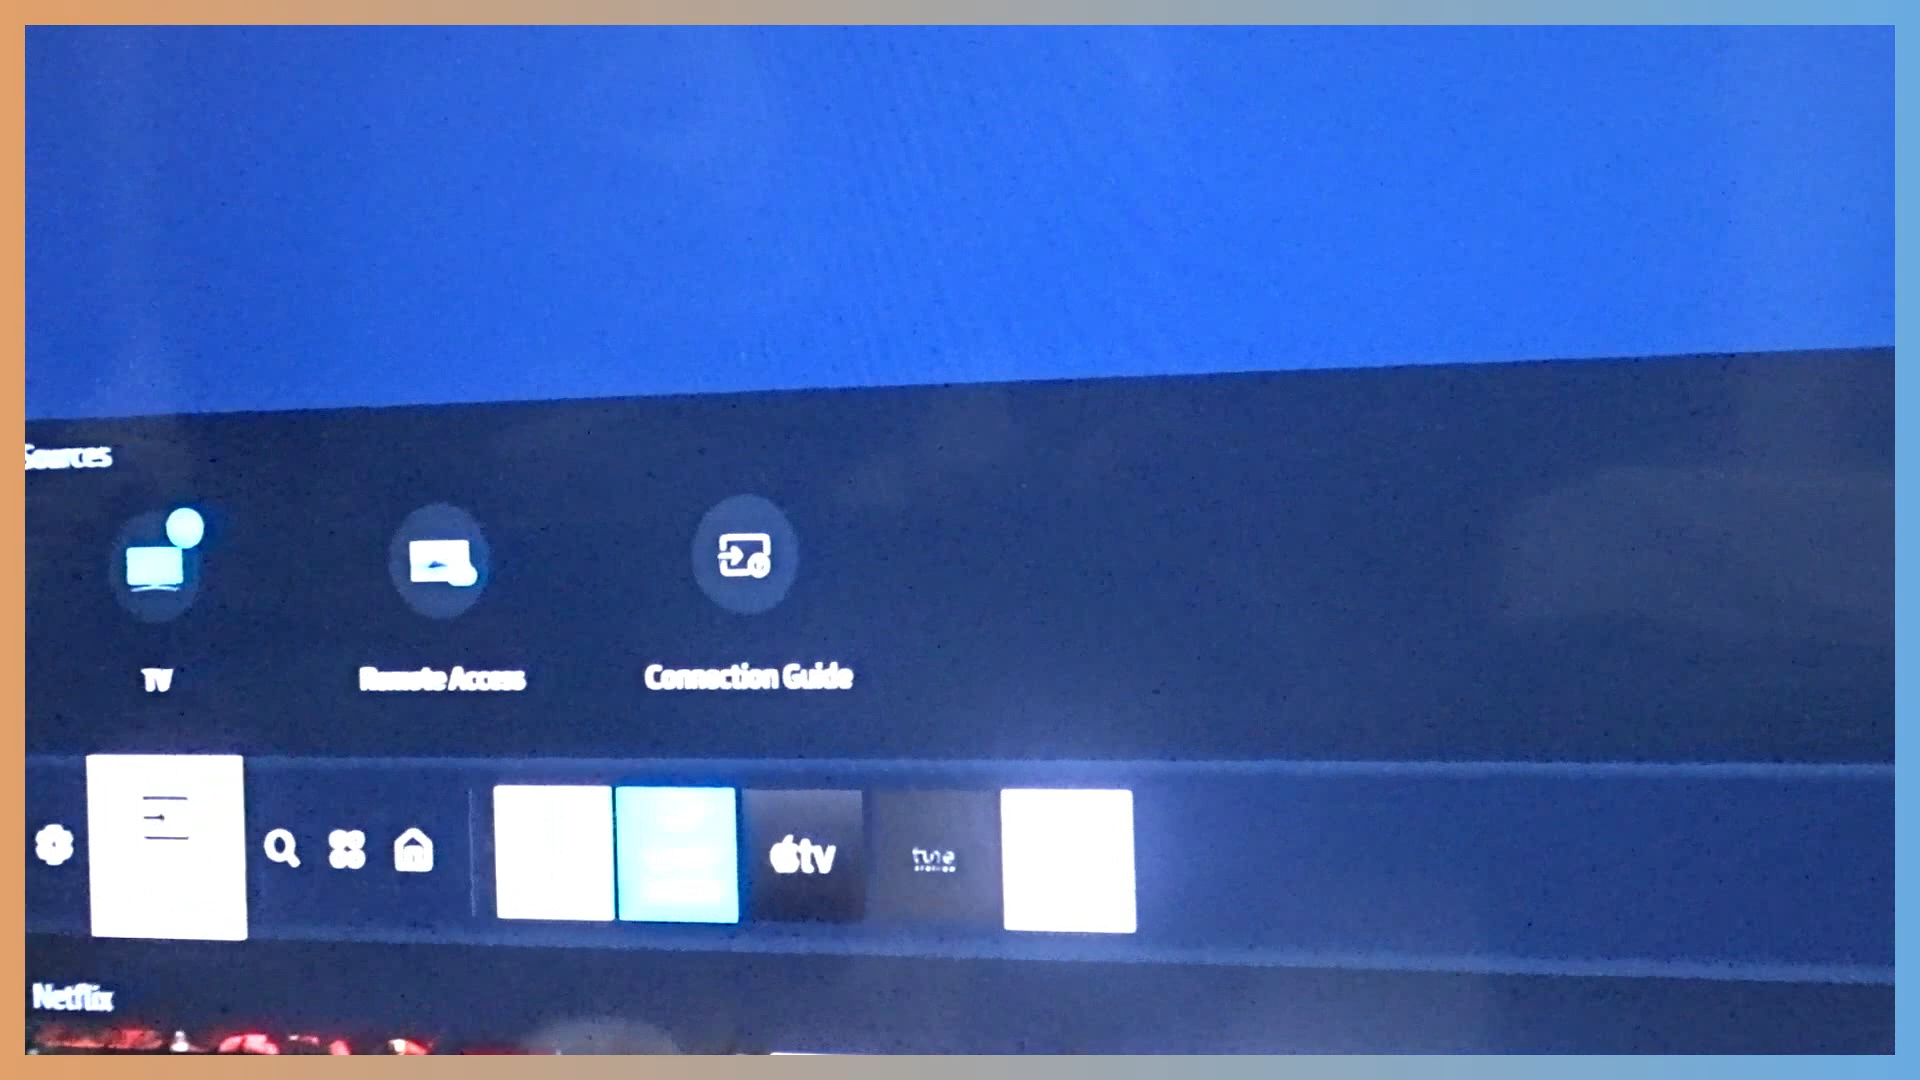 Sources
TV
Remote Access
Connection Guide
tv
Netflix